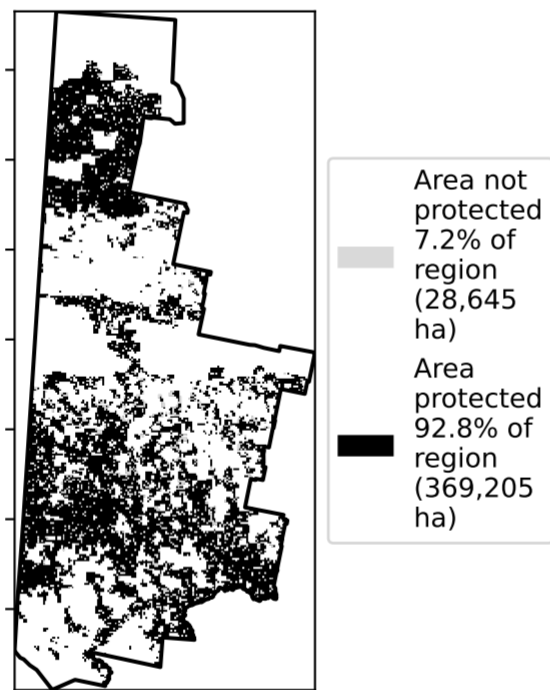 Area not
protected
7.2% of
region
(28,645
ha)
Area
protected
92.8% of
region
(369,205
ha)